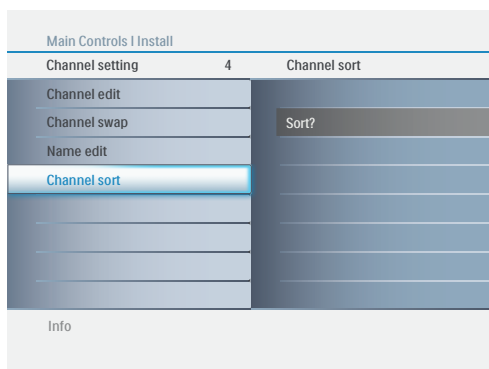 Main Controls I Install
Channel setting 4 Channel sort
Channel edit
Channel swap Sort?
Name edit
Channel sort
Info